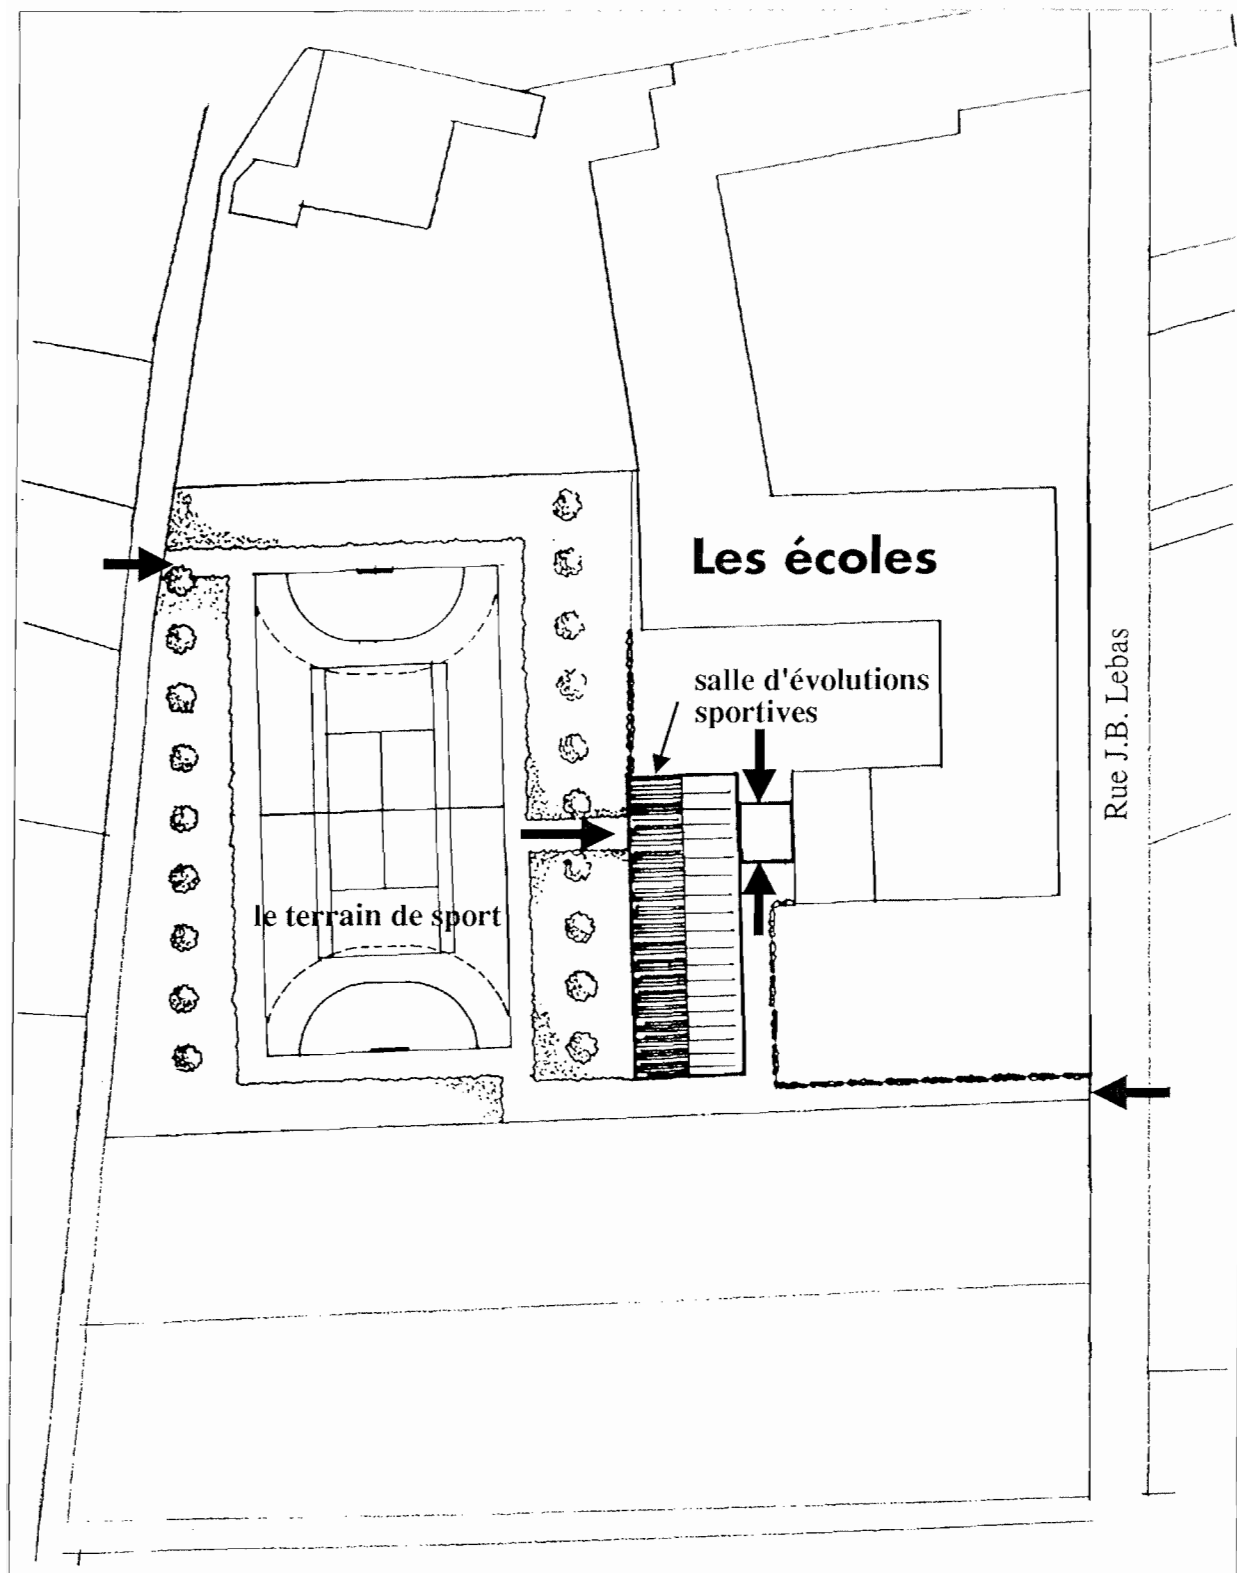 Les écoles
salle d'évolutions
sportives
Rue J.B. Lebas
le terrain de sport